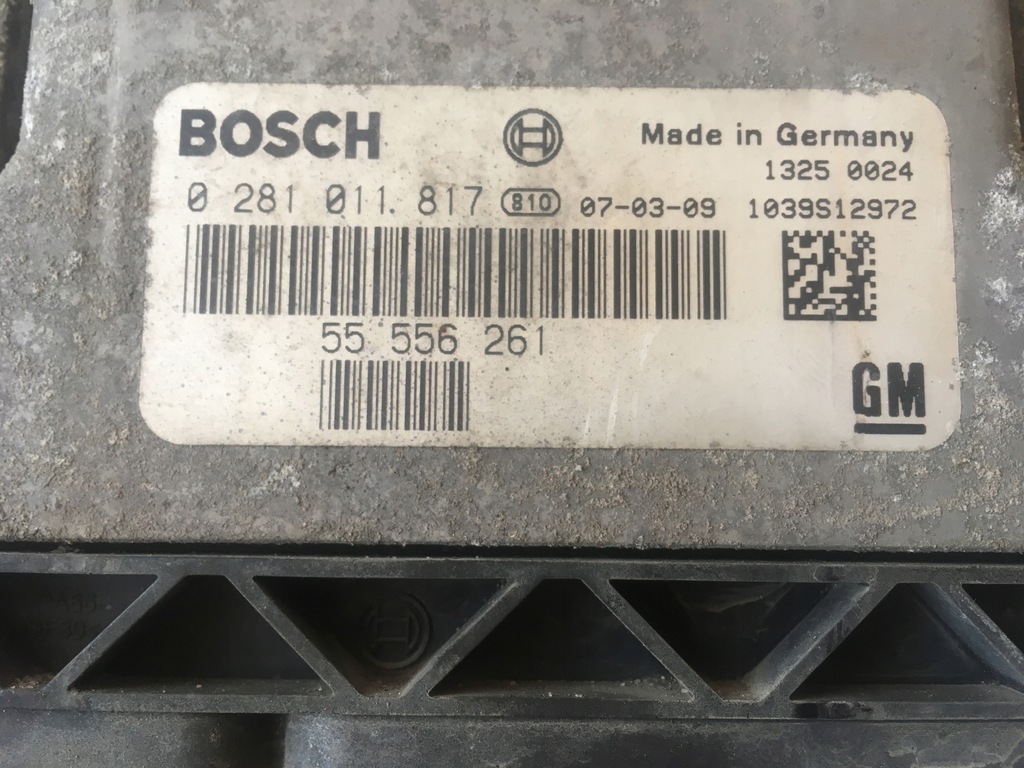 BOSCH
Made in Germany
1325 0024
0 281 011. 817 810 07-03-09 1039S12972
55 556 261
GM